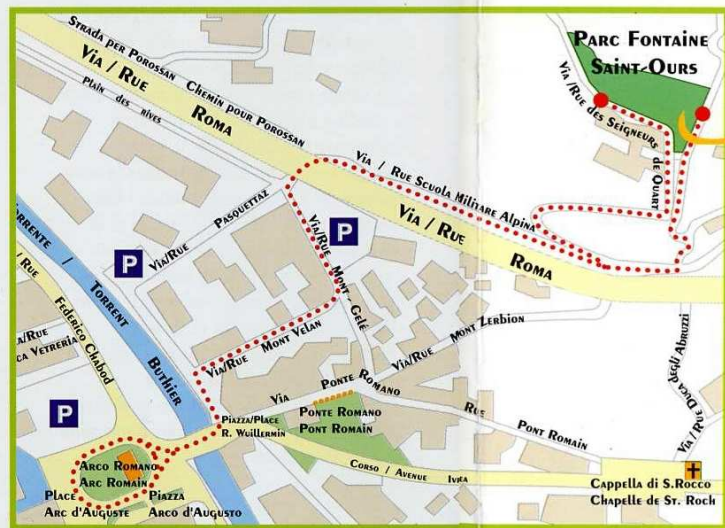 Strada per Porossan Chemin pour Porossan
Via / Rue Roma
Plain des rives
Parc Fontaine
Saint-Ours
Via /Rue des Seigneurs de Quart
Via / Rue Scuola Militare Alpina
Via / Rue Roma
Via/Rue Pasquettaz
P
P
Via/Rue Mont-Gelé
Torrente / Torrent Buthier
Rue Federico Chabod
Vetreria
P
Via/Rue Mont Velan
Via/Rue Mont Zerbion
Via Ponte Romano Rue Pont Romain
Via/Rue Duca Degli Abruzzi
Piazza/Place
R. Wuillermin
Ponte Romano
Pont Romain
Corso / Avenue Ivrea
Arco Romano
Arc Romain
Place
Arc d'Auguste
Piazza
Arco d'Augusto
Cappella di S.Rocco
Chapelle de St. Roch